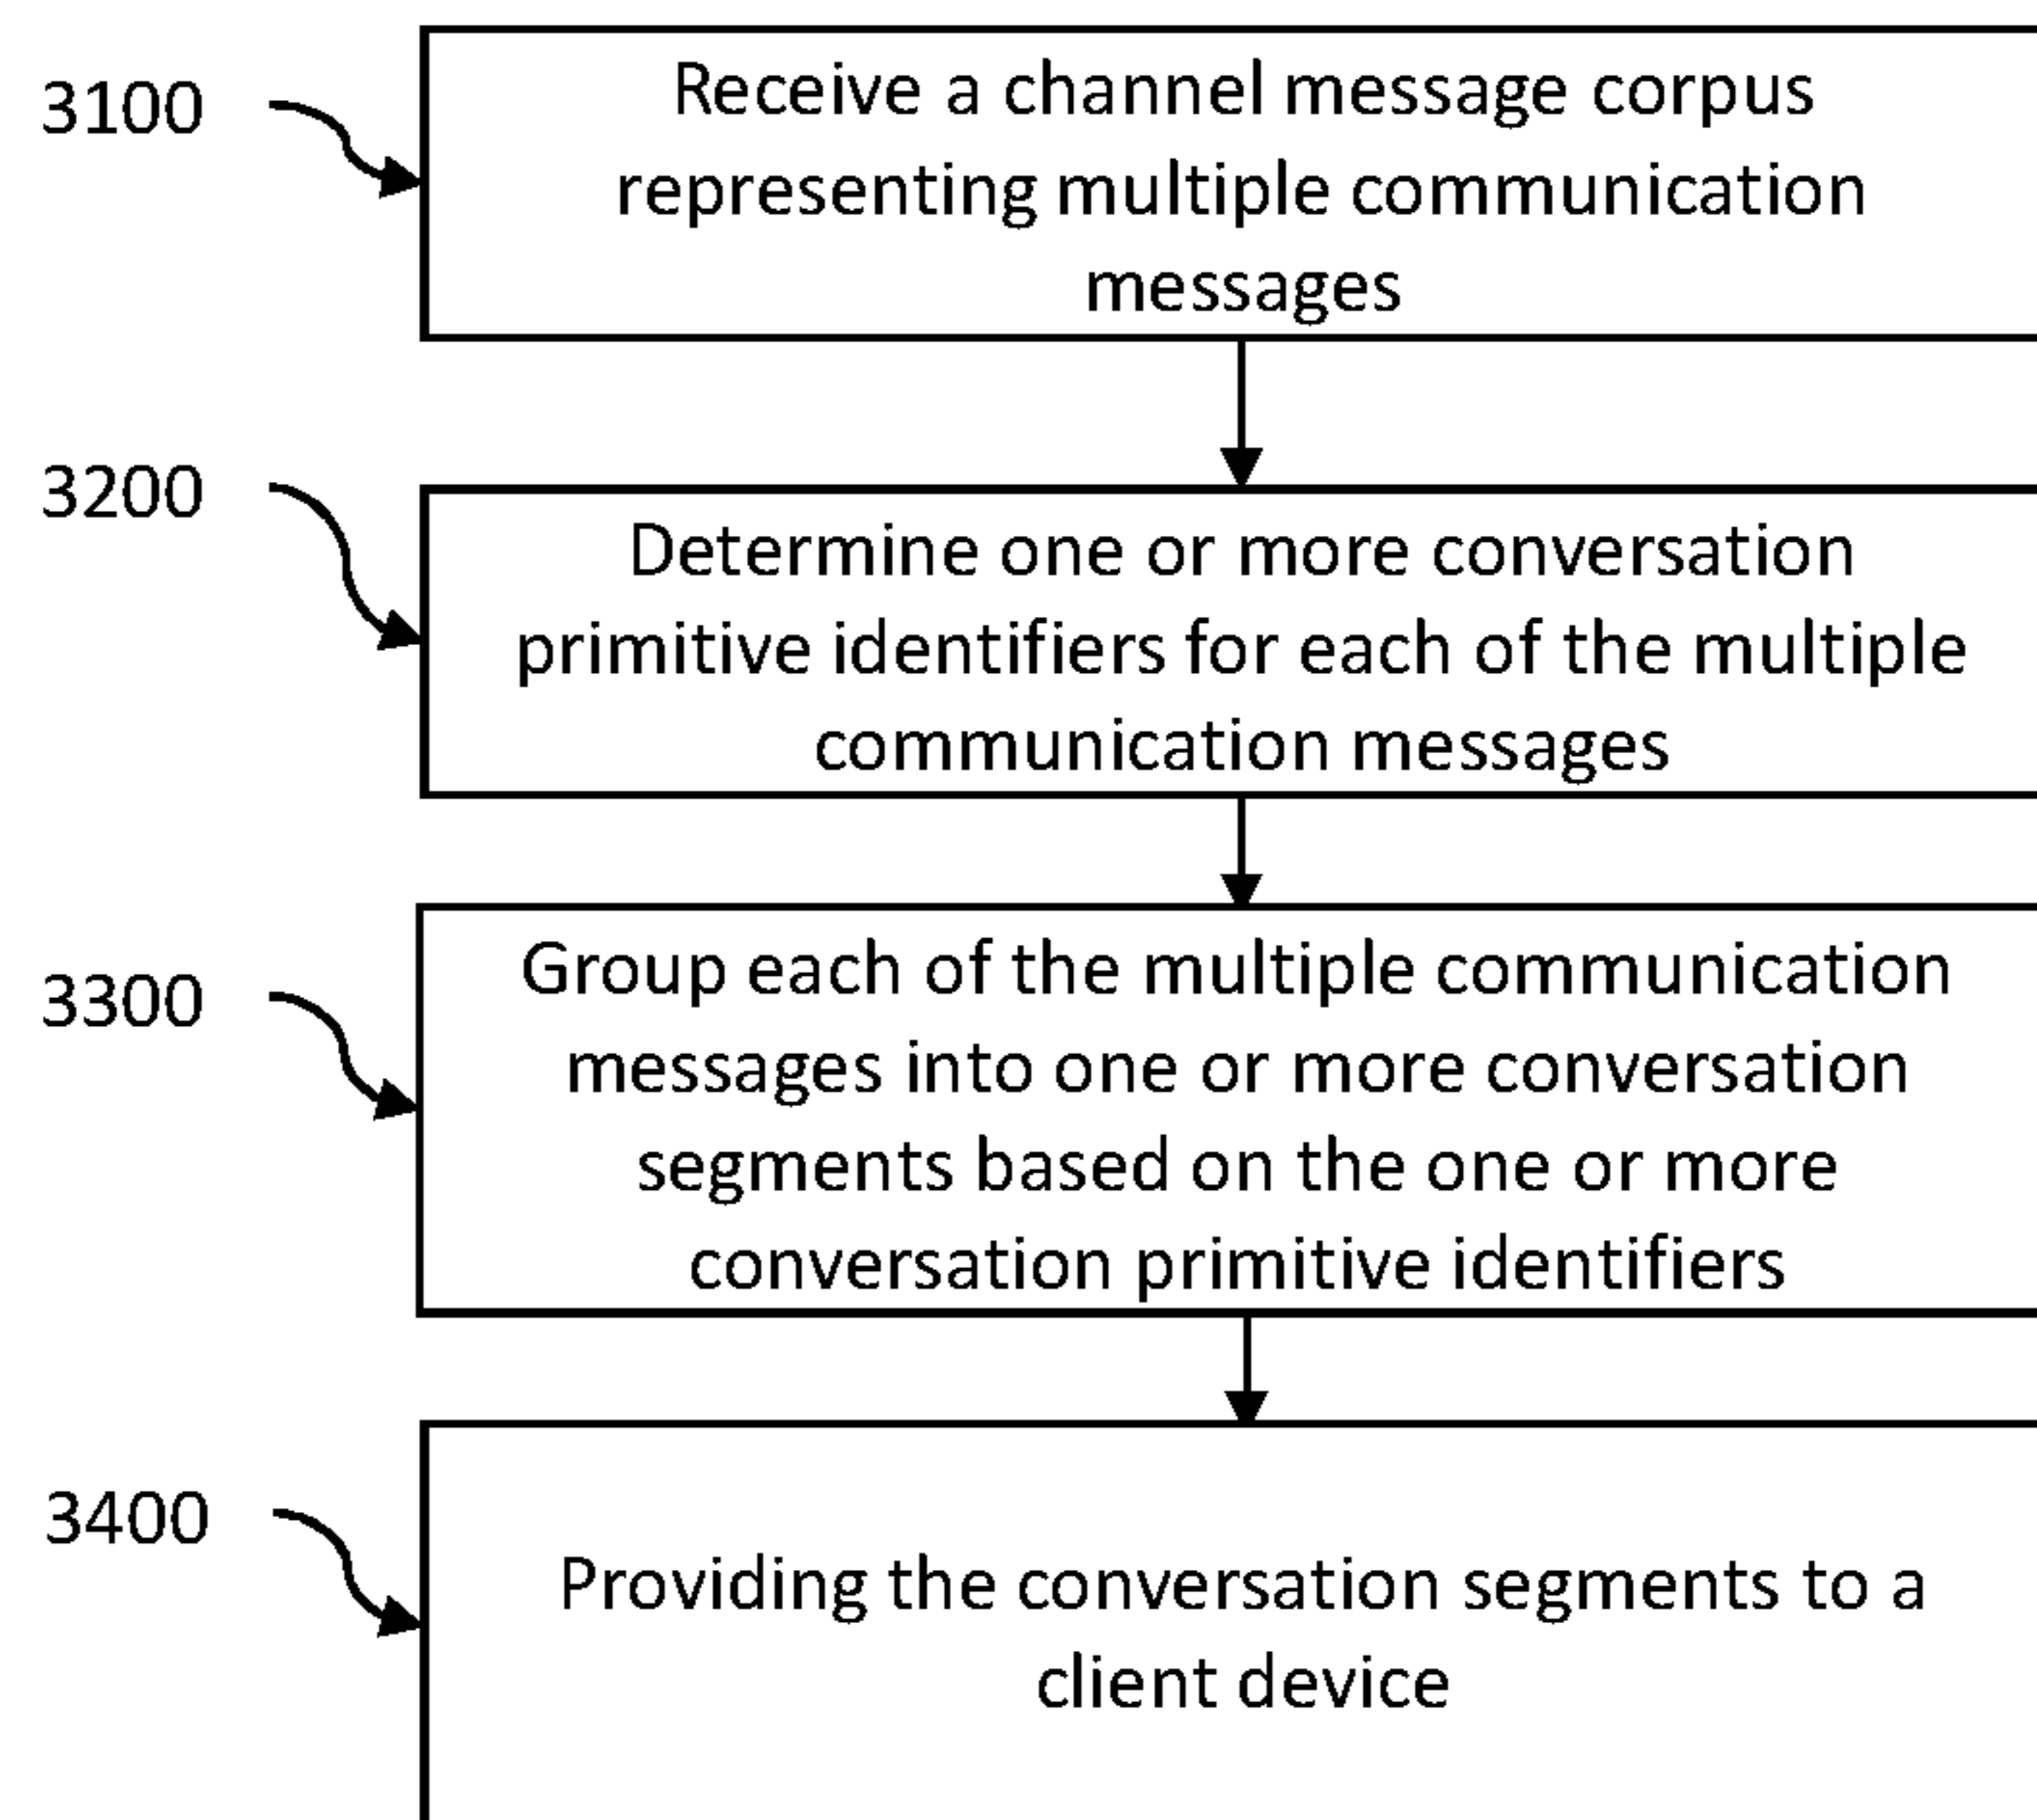 3100
Receive a channel message corpus
representing multiple communication
messages
3200
Determine one or more conversation
primitive identifiers for each of the multiple
communication messages
3300
Group each of the multiple communication
messages into one or more conversation
segments based on the one or more
conversation primitive identifiers
3400
Providing the conversation segments to a
client device